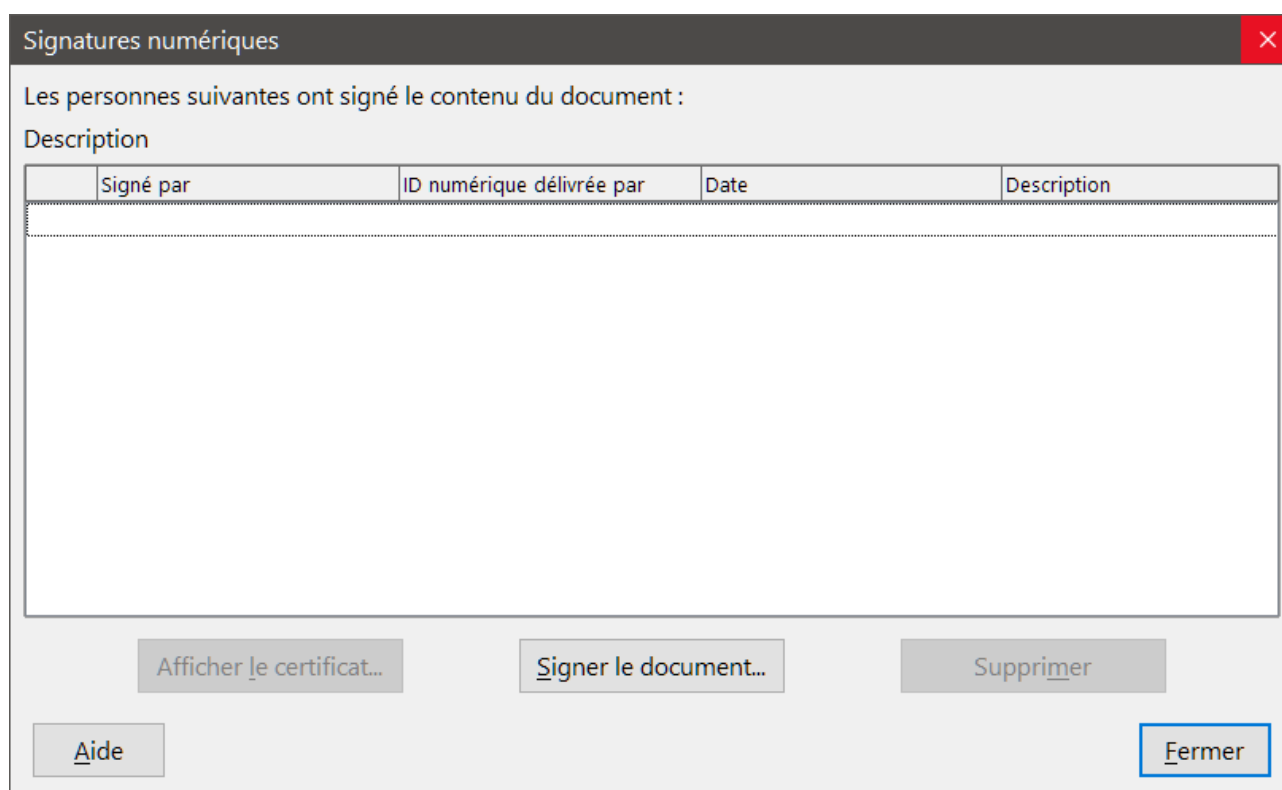 Signatures numériques
Les personnes suivantes ont signé le contenu du document :
Description
Signé par ID numérique délivrée par Date Description
Afficher le certificat... Signer le document... Supprimer
Aide Fermer